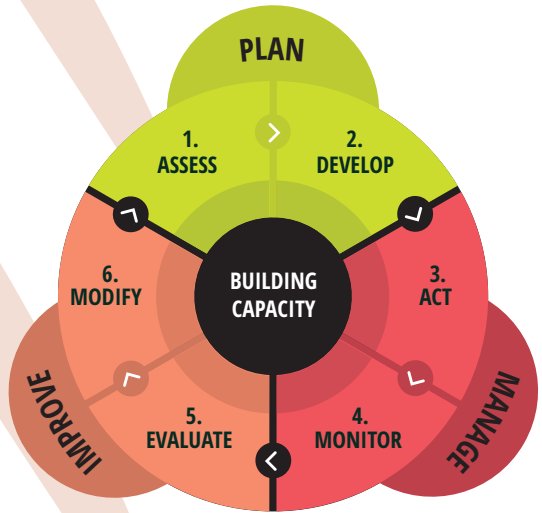 PLAN
1.
ASSESS
2.
DEVELOP
3.
ACT
4.
MONITOR
5.
EVALUATE
6.
MODIFY
BUILDING
CAPACITY
MANAGE
IMPROVE